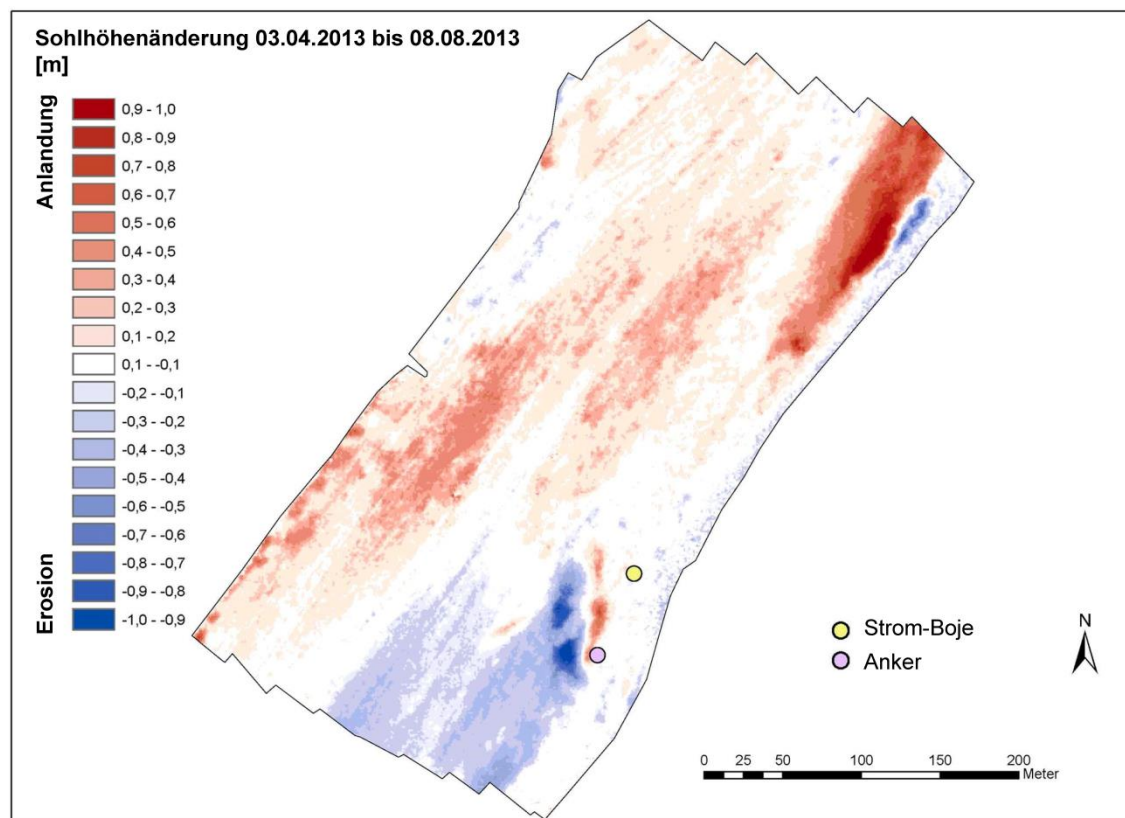 Sohlhöhenänderung 03.04.2013 bis 08.08.2013
[m]
Anlandung
0,9 - 1,0
0,8 - 0,9
0,7 - 0,8
0,6 - 0,7
0,5 - 0,6
0,4 - 0,5
0,3 - 0,4
0,2 - 0,3
0,1 - 0,2
0,1 - -0,1
-0,2 - -0,1
-0,3 - -0,2
-0,4 - -0,3
-0,5 - -0,4
-0,6 - -0,5
-0,7 - -0,6
-0,8 - -0,7
-0,9 - -0,8
-1,0 - -0,9
Erosion
Strom-Boje
Anker
N
0 25 50 100 150 200
Meter